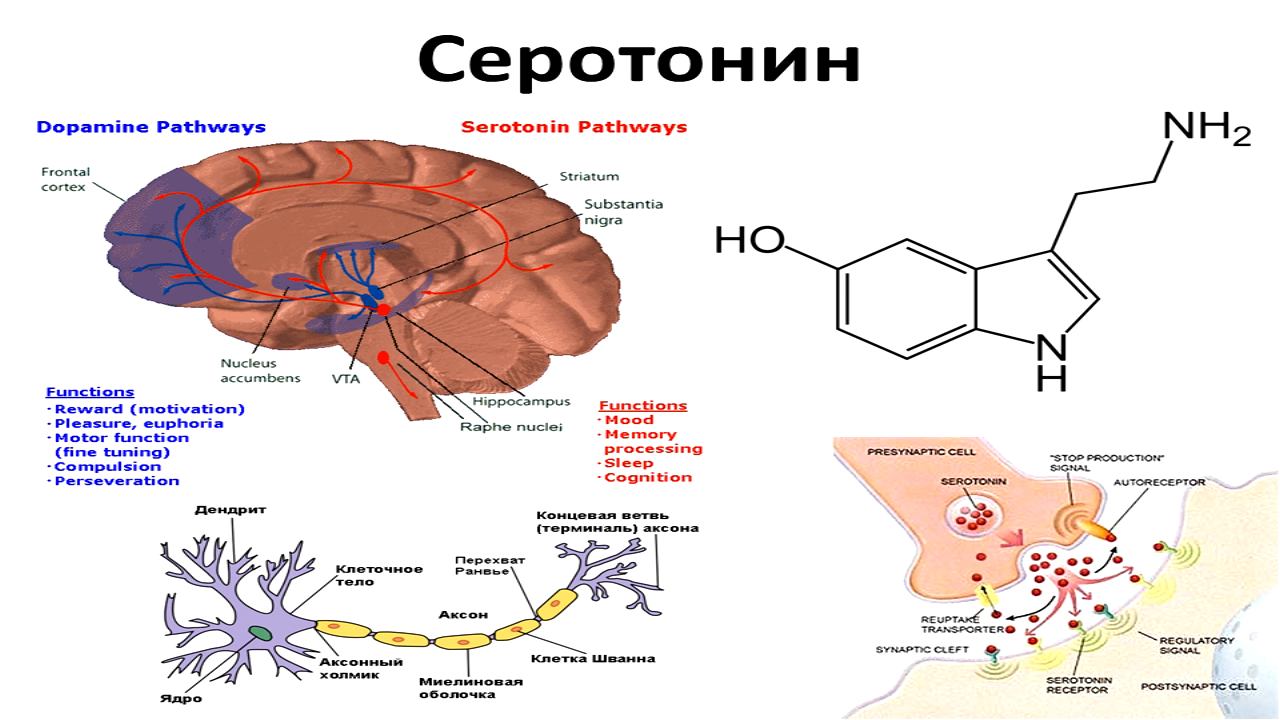 Серотонин
Dopamine Pathways
Serotonin Pathways
Frontal
cortex
Striatum
Substantia
nigra
Nucleus
accumbens
VTA
Hippocampus
Raphe nuclei
Functions
· Reward (motivation)
· Pleasure, euphoria
· Motor function
(fine tuning)
· Compulsion
· Perseveration
Functions
· Mood
· Memory
processing
· Sleep
· Cognition
NH2
HO
N
H
Дендрит
Клеточное
тело
Аксонный
холмик
Ядро
Аксон
Перехват
Ранвье
Концевая ветвь
(терминаль) аксона
Клетка Шванна
Миелиновая
оболочка
PRESYNAPTIC CELL
SEROTONIN
"STOP PRODUCTION"
SIGNAL
AUTORECEPTOR
REUPTAKE
TRANSPORTER
SYNAPTIC CLEFT
REGULATORY
SIGNAL
SEROTONIN
RECEPTOR
POSTSYNAPTIC CELL